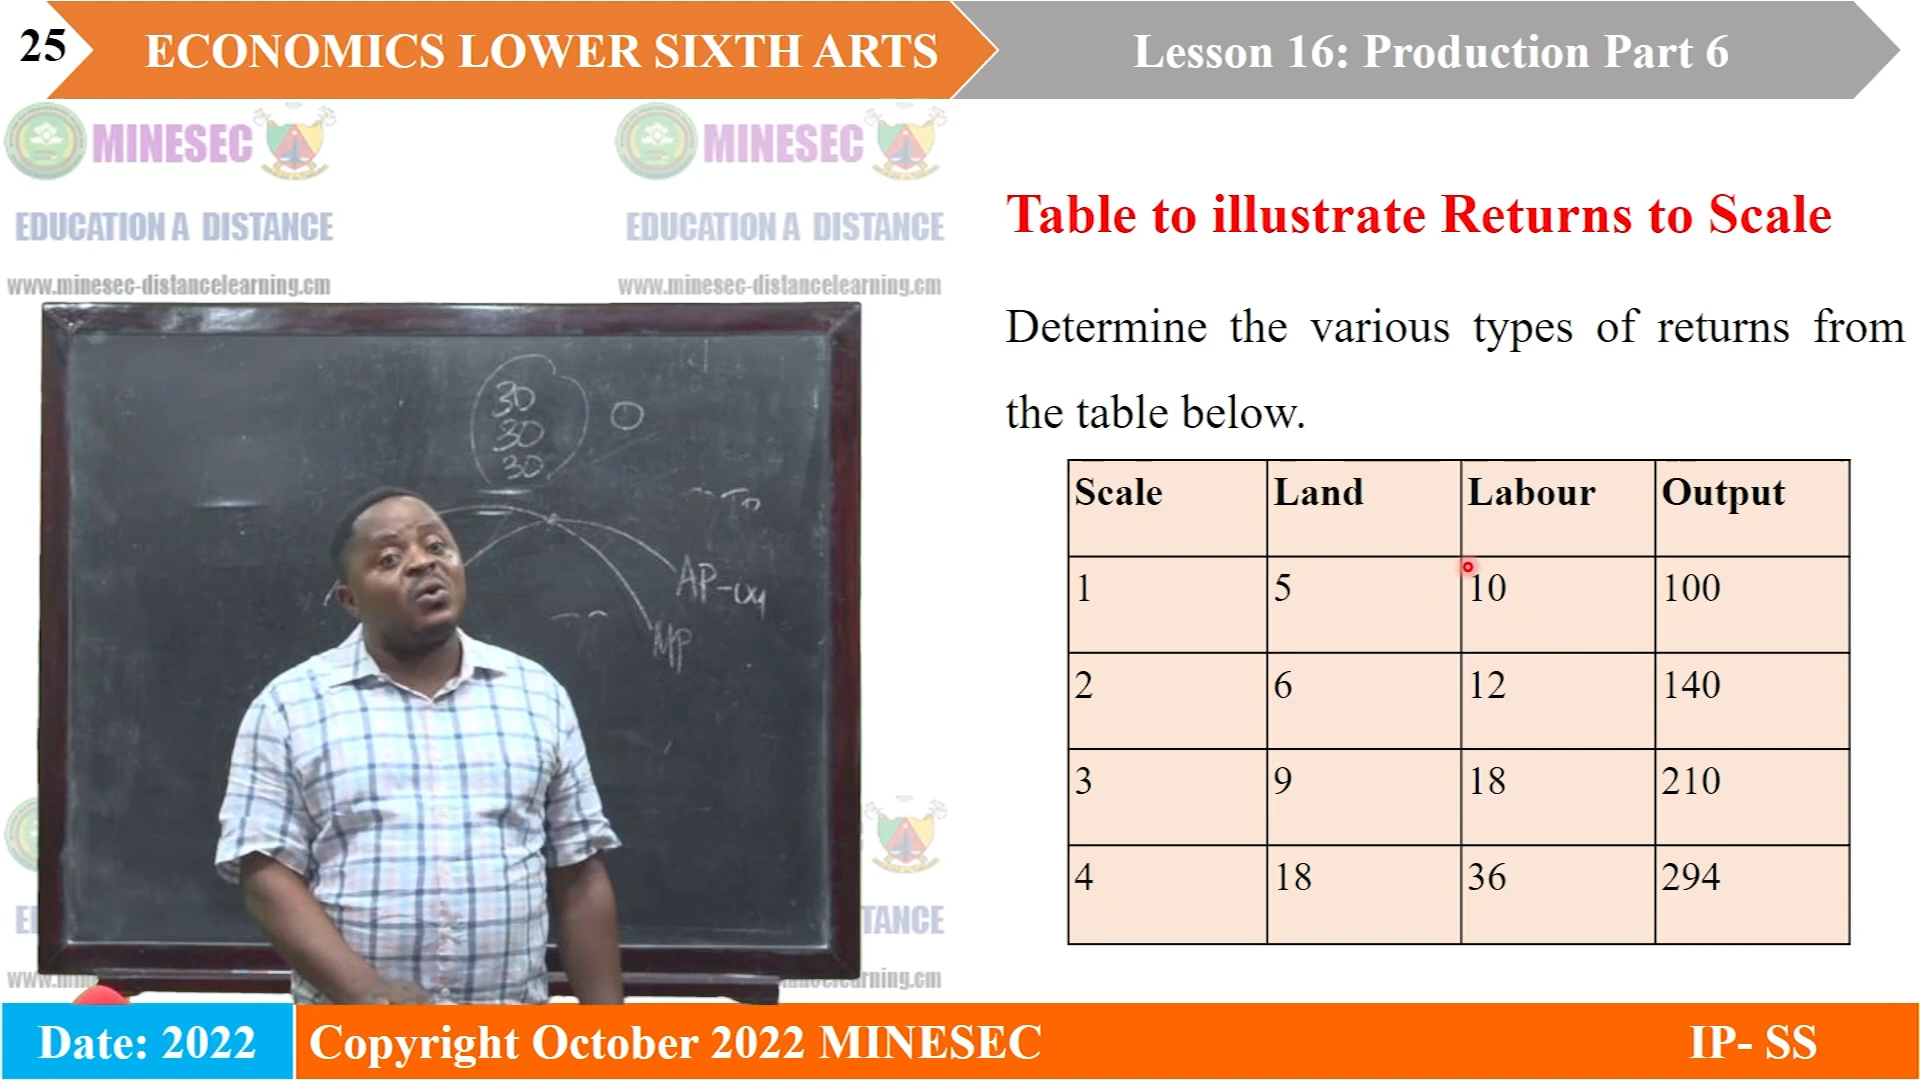 25
ECONOMICS LOWER SIXTH ARTS
Lesson 16: Production Part 6
MINESEC
EDUCATION A DISTANCE
www.minesec-distancelearning.cm
MINESEC
EDUCATION A DISTANCE
www.minesec-distancelearning.cm
Table to illustrate Returns to Scale
Determine the various types of returns from
the table below.
Scale Land Labour Output
1 5 10 100
2 6 12 140
3 9 18 210
4 18 36 294
30
30
30
O
AP
MP
TANCE
Date: 2022
Copyright October 2022 MINESEC
IP- SS